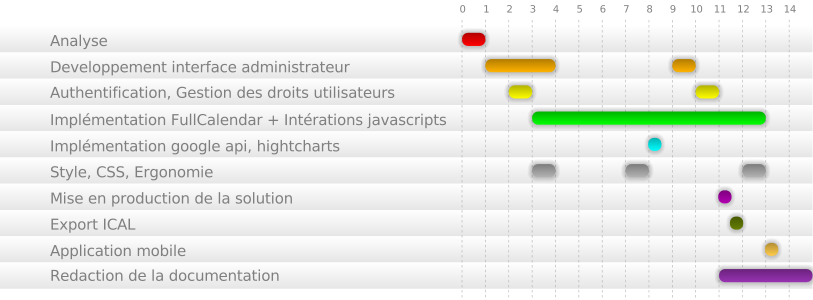 0 1 2 3 4 5 6 7 8 9 10 11 12 13 14
Analyse
Developpement interface administrateur
Authentification, Gestion des droits utilisateurs
Implémentation FullCalendar + Intérations javascripts
Implémentation google api, hightcharts
Style, CSS, Ergonomie
Mise en production de la solution
Export ICAL
Application mobile
Redaction de la documentation